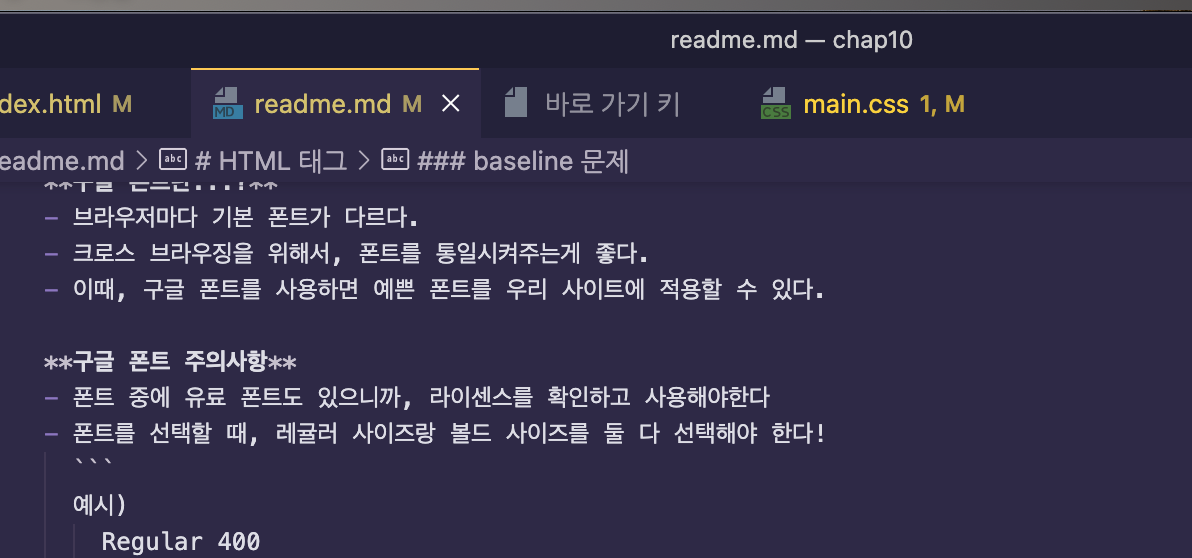 readme.md — chap10
dex.html M readme.md M 바로 가기 키 main.css 1, M
eadme.md > # HTML 태그 > ### baseline 문제
- 브라우저마다 기본 폰트가 다르다.
- 크로스 브라우징을 위해서, 폰트를 통일시켜주는게 좋다.
- 이때, 구글 폰트를 사용하면 예쁜 폰트를 우리 사이트에 적용할 수 있다.
**구글 폰트 주의사항**
- 폰트 중에 유료 폰트도 있으니까, 라이센스를 확인하고 사용해야한다
- 폰트를 선택할 때, 레귤러 사이즈랑 볼드 사이즈를 둘 다 선택해야 한다!
```
예시)
Regular 400